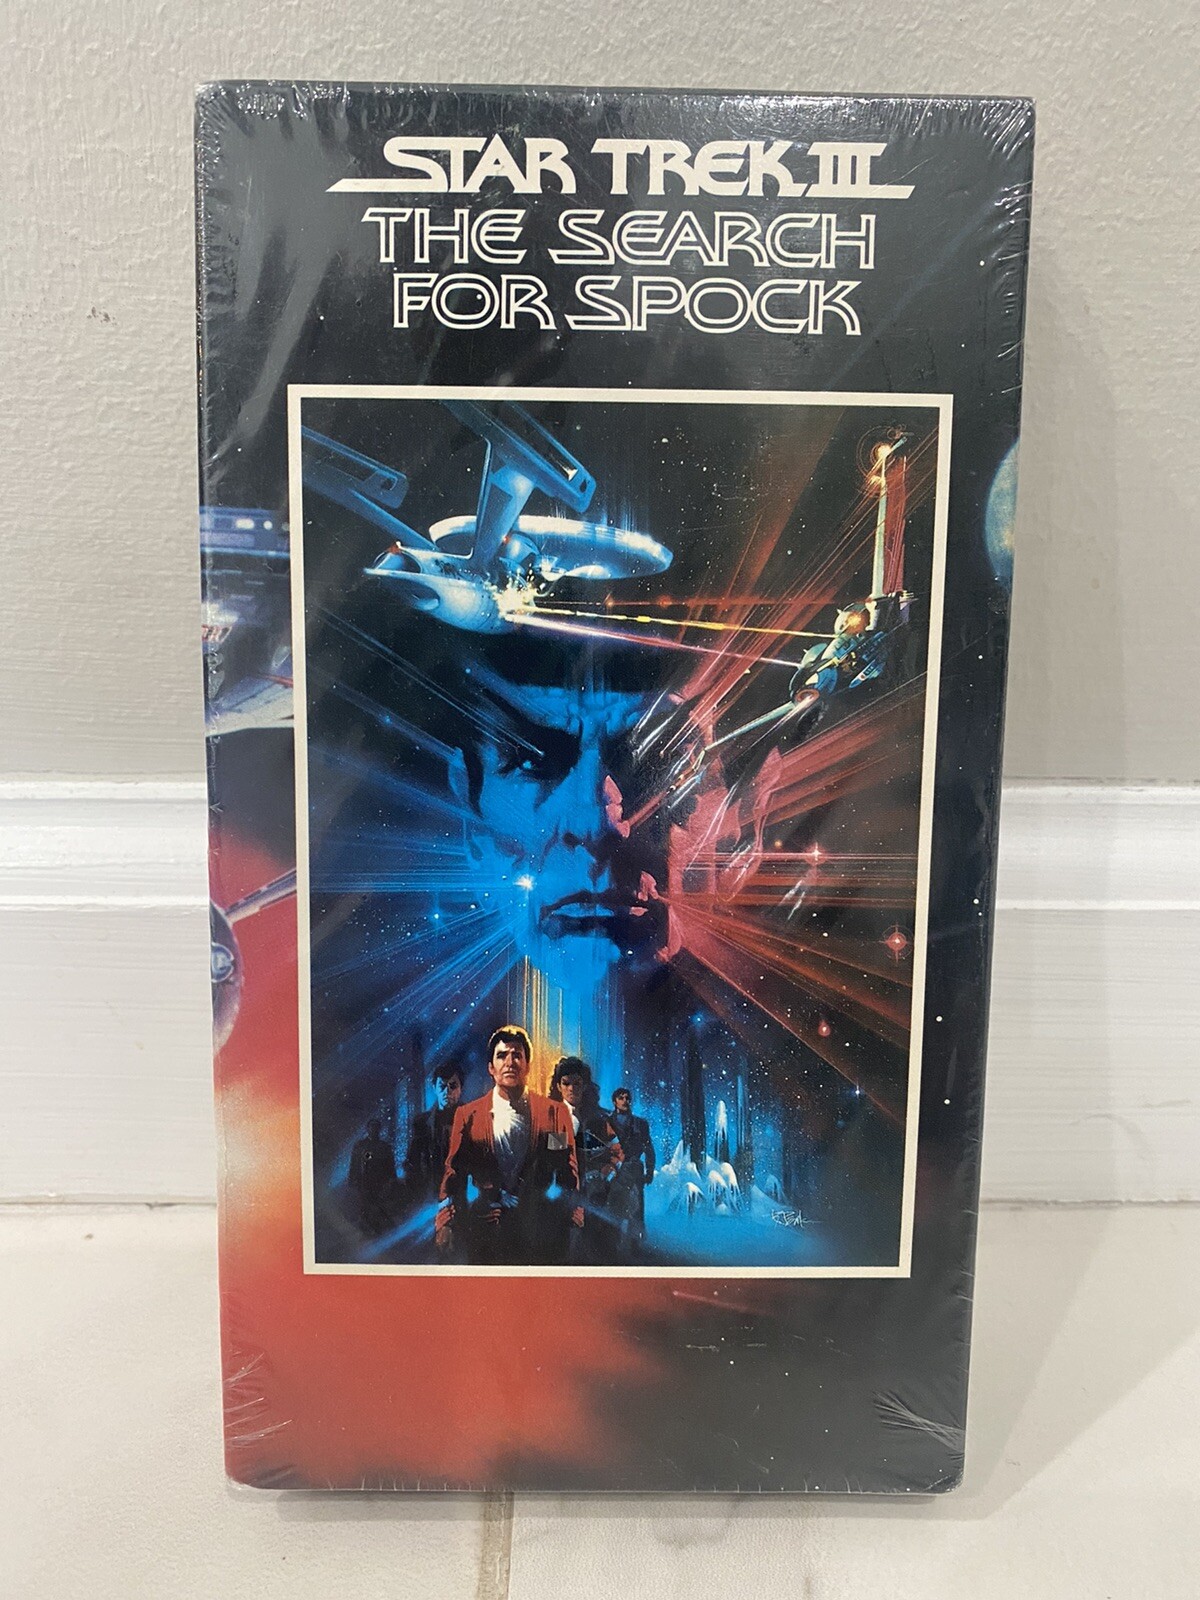 STAR TREK III
THE SEARCH
FOR SPOCK